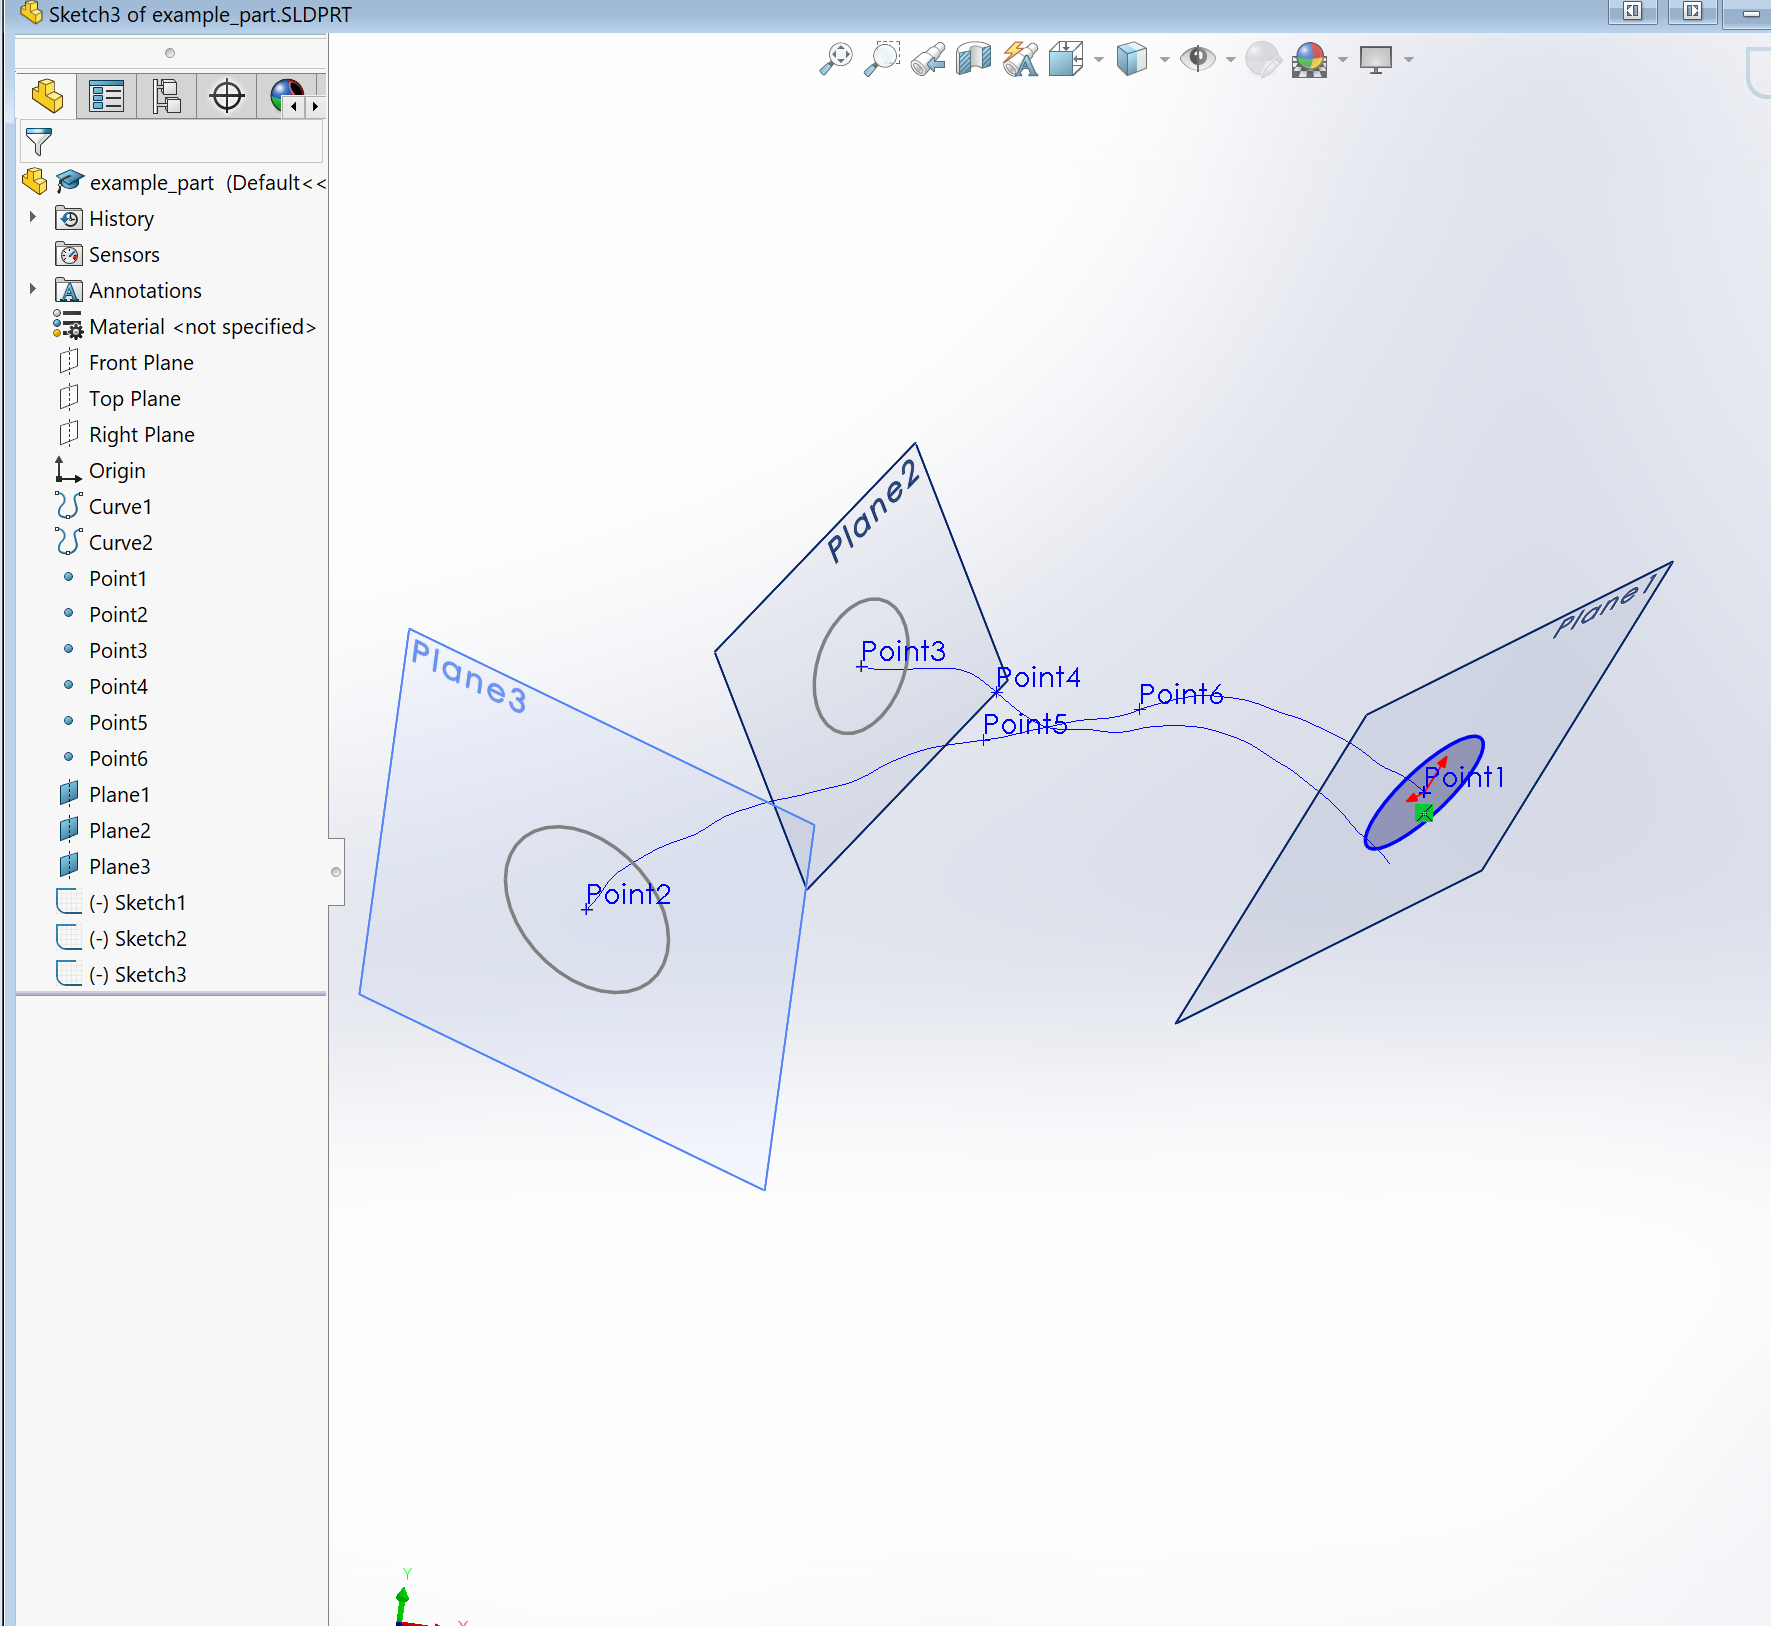 Sketch3 of example_part.SLDPRT
example_part (Default<<
History
Sensors
Annotations
Material <not specified>
Front Plane
Top Plane
Right Plane
Origin
Curve1
Curve2
Point1
Point2
Point3
Point4
Point5
Point6
Plane1
Plane2
Plane3
(-) Sketch1
(-) Sketch2
(-) Sketch3
Plane2
Plane1
Plane3
Point3
Point4
Point6
Point5
Point1
Point2
Y
X